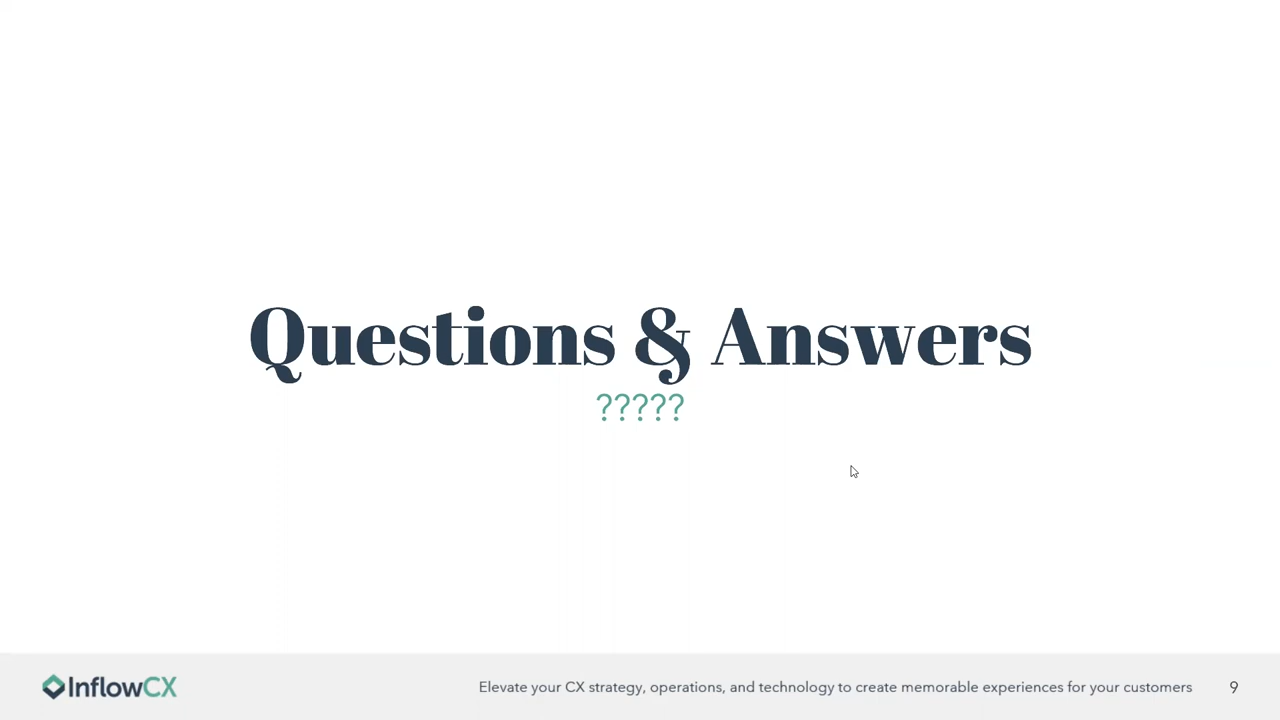 Questions & Answers
?????
InflowCX
Elevate your CX strategy, operations, and technology to create memorable experiences for your customers
9